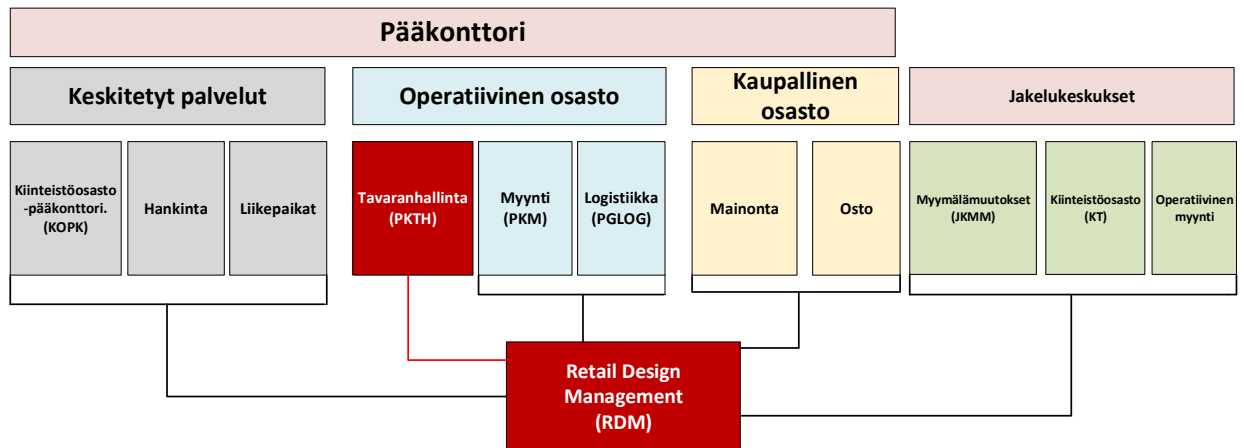 Pääkonttori
Keskitetyt palvelut
Operatiivinen osasto
Kaupallinen
osasto
Jakelukeskukset
Kiinteistöosasto
-pääkonttori.
(KOPK)
Hankinta
Liikepaikat
Tavaranhallinta
(PKTH)
Myynti
(PKM)
Logistiikka
(PGLOG)
Mainonta
Osto
Myymälämuutokset
(JKMM)
Kiinteistöosasto
(KT)
Operatiivinen
myynti
Retail Design
Management
(RDM)